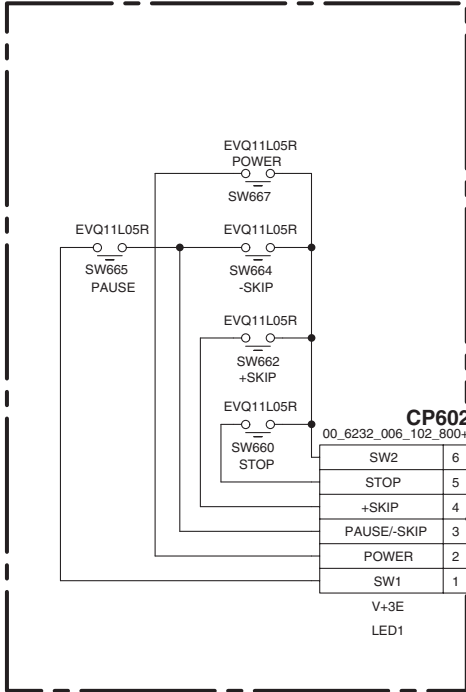 EVQ11L05R
POWER
SW667
EVQ11L05R
SW665
PAUSE
EVQ11L05R
SW664
-SKIP
EVQ11L05R
SW662
+SKIP
EVQ11L05R
SW660
STOP
CP602
00_6232_006_102_800+
SW2 6
STOP 5
+SKIP 4
PAUSE/-SKIP 3
POWER 2
SW1 1
V+3E
LED1